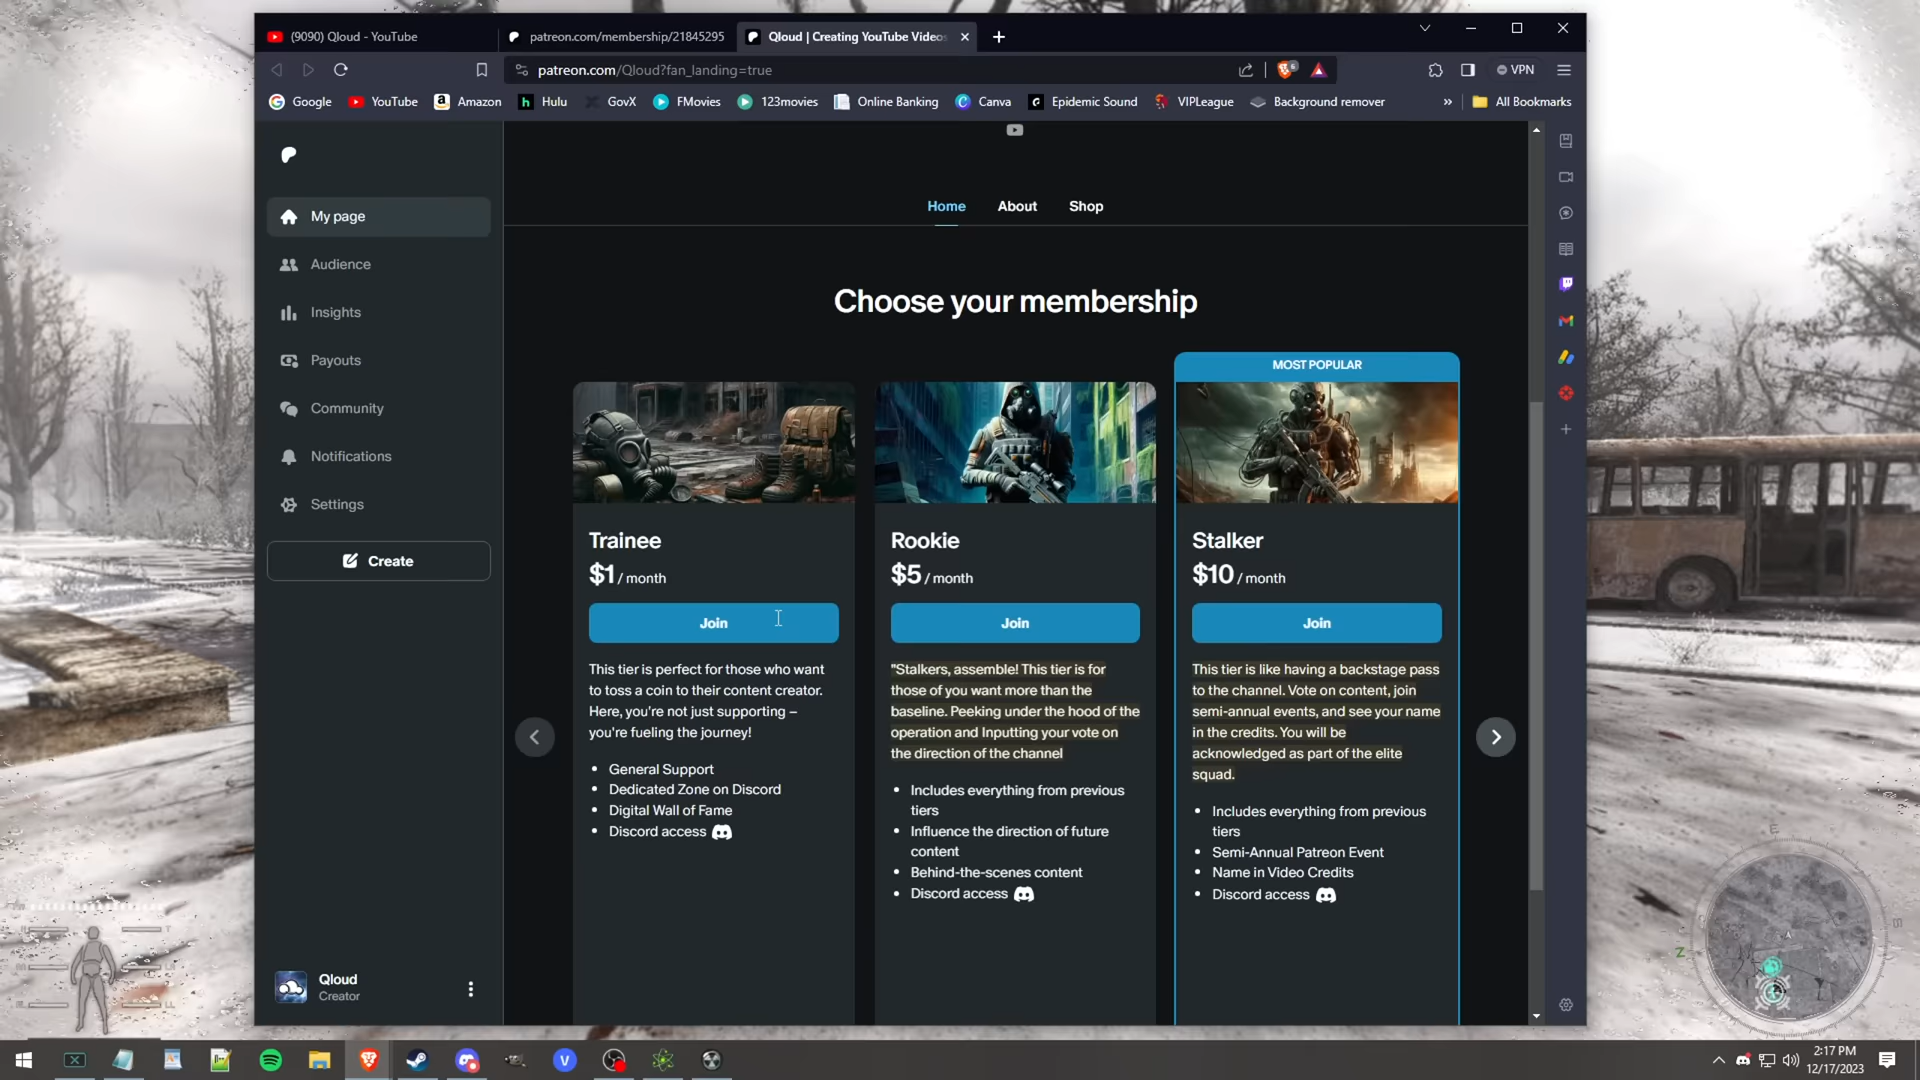 (9090) Qloud - YouTube
patreon.com/membership/21845295
Qloud | Creating YouTube Videos
patreon.com/Qloud?fan_landing=true
6
VPN
Google
YouTube
Amazon
Hulu
GovX
FMovies
123movies
Online Banking
Canva
Epidemic Sound
VIPLeague
Background remover
»
All Bookmarks
My page
Audience
Insights
Payouts
Community
Notifications
Settings
Create
Qloud
Creator
Home
About
Shop
Choose your membership
Trainee
$1 / month
Join
This tier is perfect for those who want
to toss a coin to their content creator.
Here, you're not just supporting –
you're fueling the journey!
• General Support
• Dedicated Zone on Discord
• Digital Wall of Fame
• Discord access
Rookie
$5 / month
Join
"Stalkers, assemble! This tier is for
those of you want more than the
baseline. Peeking under the hood of the
operation and Inputting your vote on
the direction of the channel
• Includes everything from previous
tiers
• Influence the direction of future
content
• Behind-the-scenes content
• Discord access
MOST POPULAR
Stalker
$10 / month
Join
This tier is like having a backstage pass
to the channel. Vote on content, join
semi-annual events, and see your name
in the credits. You will be
acknowledged as part of the elite
squad.
• Includes everything from previous
tiers
• Semi-Annual Patreon Event
• Name in Video Credits
• Discord access
2:17 PM
12/17/2023